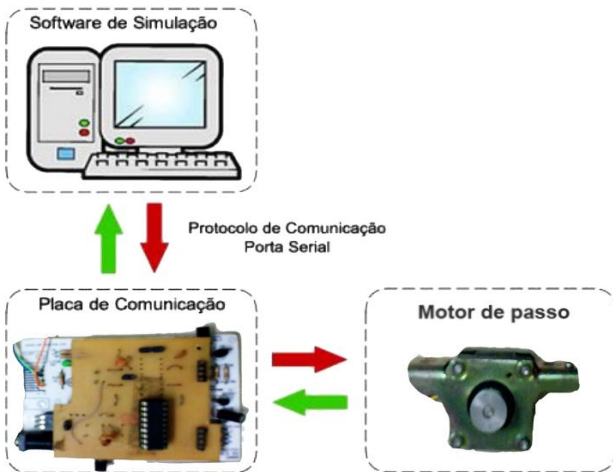 Software de Simulação
Protocolo de Comunicação
Porta Serial
Placa de Comunicação
Motor de passo